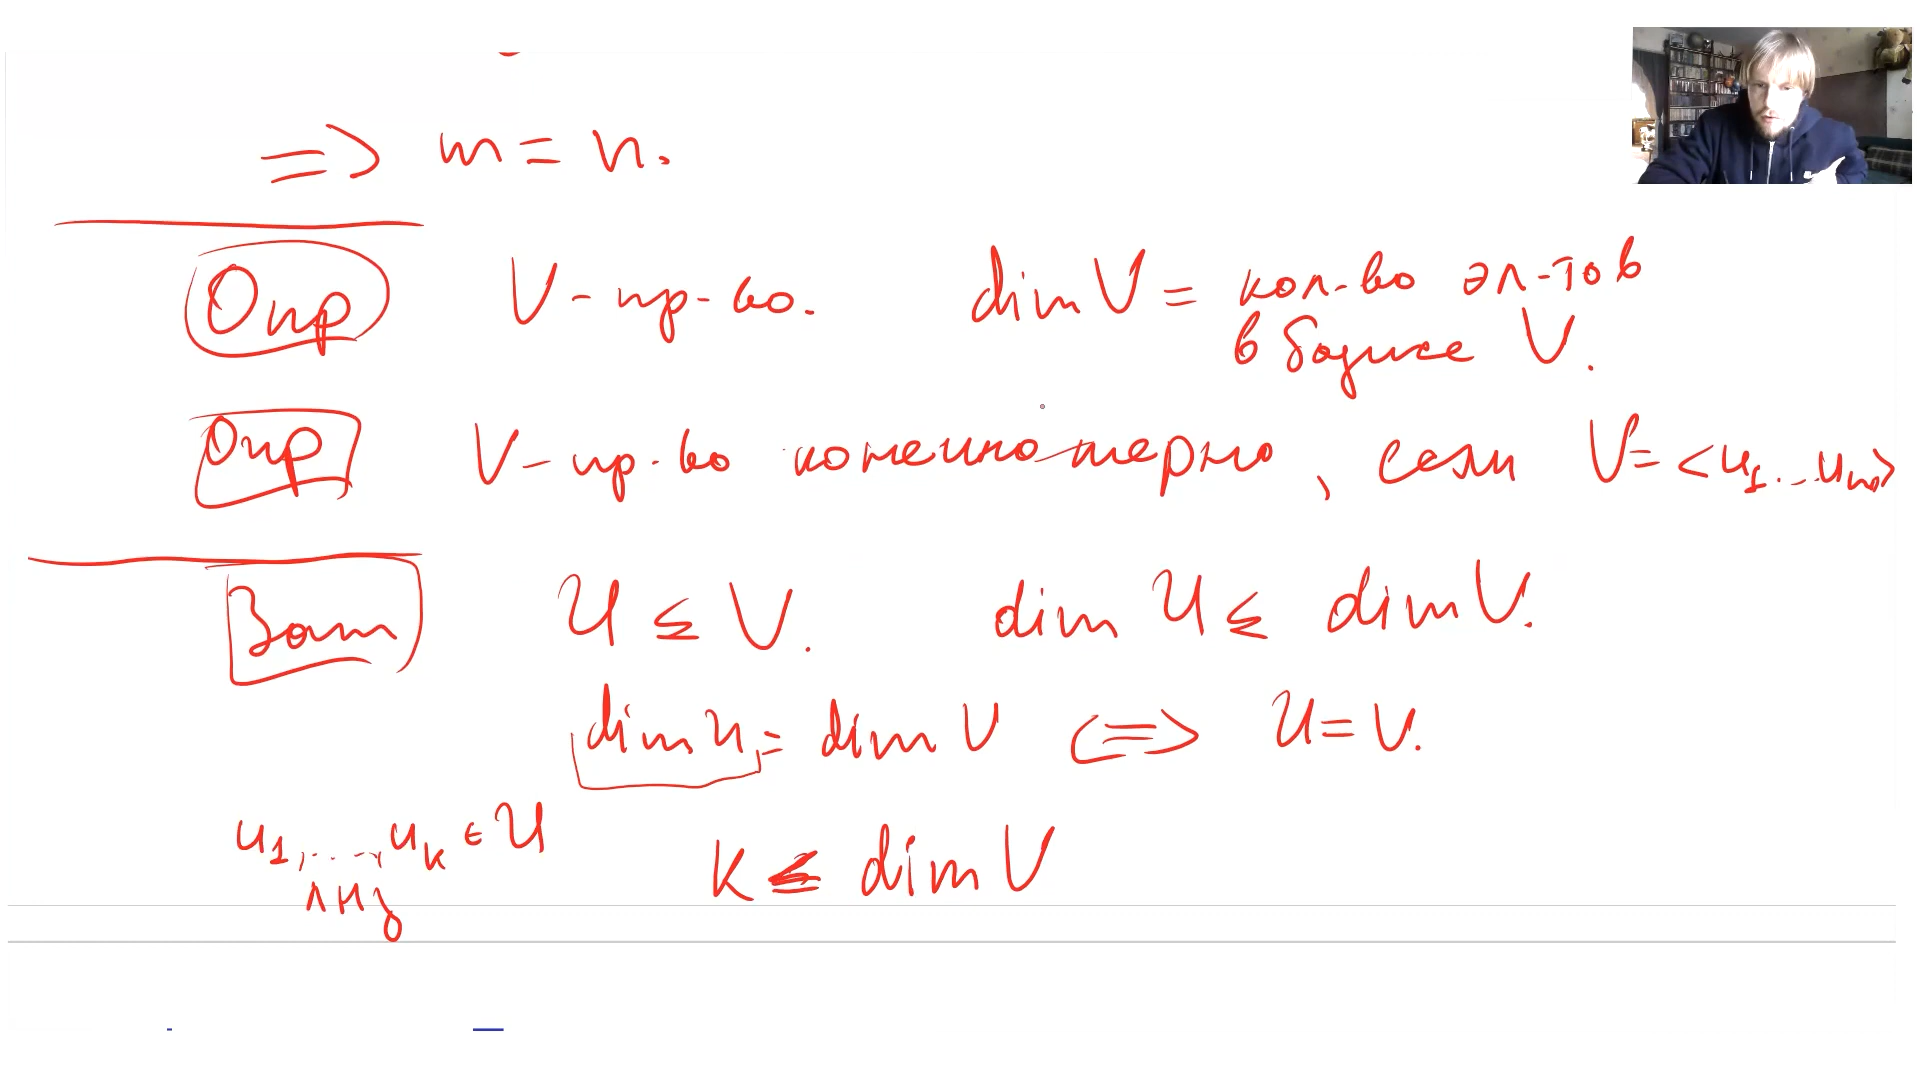 => m = n.
Опр V - пр-во. dim V = кол-во эл-тов
в базисе V.
Опр V - пр-во конечномерно, если V = <u₁...uₘ>
Зам U ≤ V. dim U ≤ dim V.
dim U = dim V <=> U = V.
u₁, ..., uₖ ∈ U k ≤ dim V
ЛНЗ